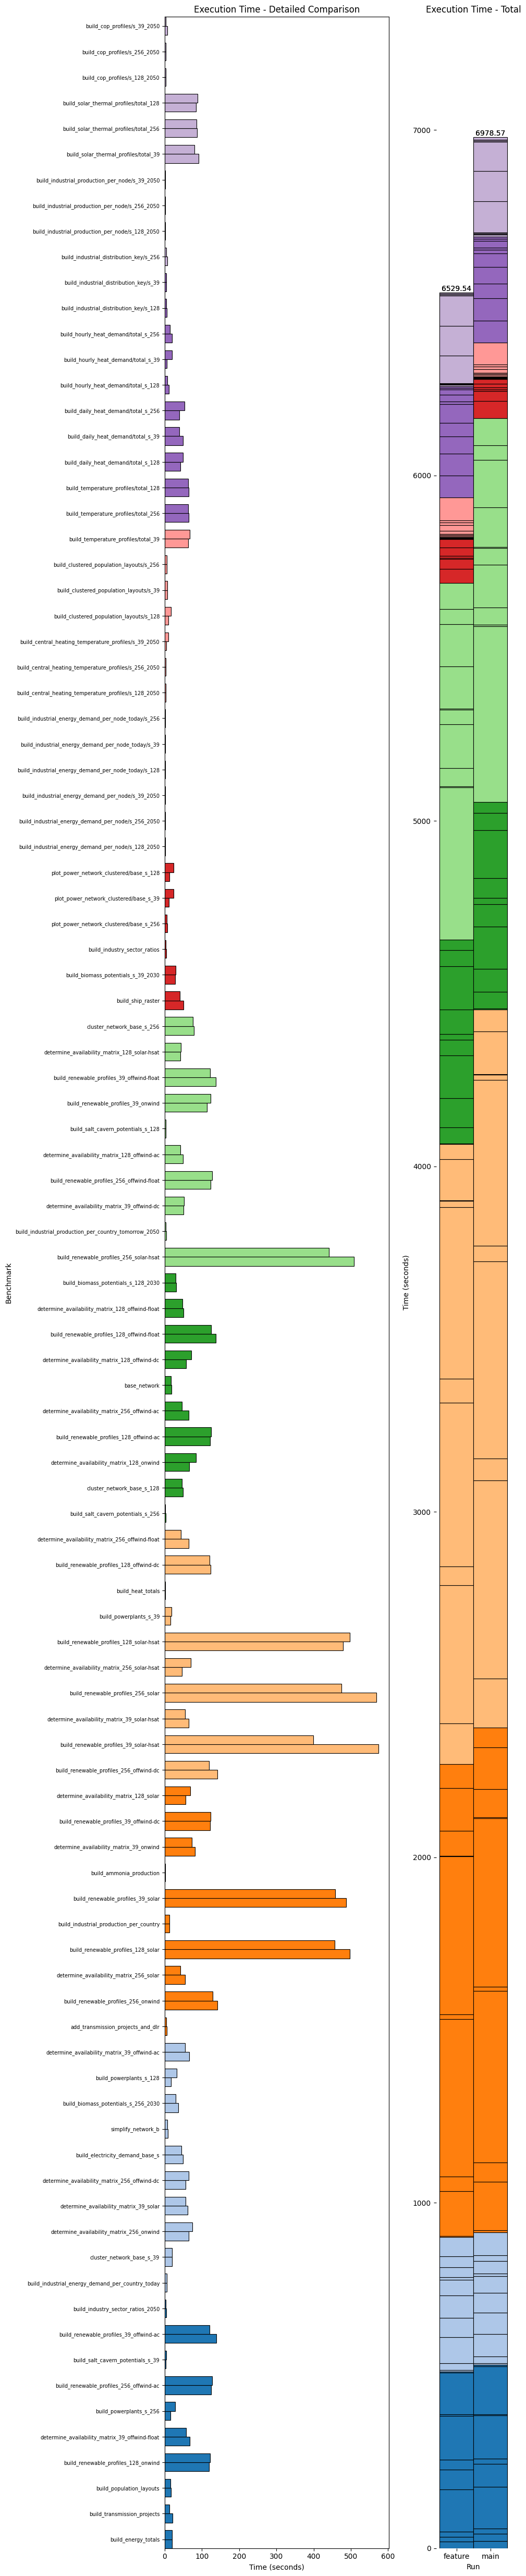 Execution Time - Detailed Comparison
build_cop_profiles/s_39_2050
build_cop_profiles/s_256_2050
build_cop_profiles/s_128_2050
build_solar_thermal_profiles/total_128
build_solar_thermal_profiles/total_256
build_solar_thermal_profiles/total_39
build_industrial_production_per_node/s_39_2050
build_industrial_production_per_node/s_256_2050
build_industrial_production_per_node/s_128_2050
build_industrial_distribution_key/s_256
build_industrial_distribution_key/s_39
build_industrial_distribution_key/s_128
build_hourly_heat_demand/total_s_256
build_hourly_heat_demand/total_s_39
build_hourly_heat_demand/total_s_128
build_daily_heat_demand/total_s_256
build_daily_heat_demand/total_s_39
build_daily_heat_demand/total_s_128
build_temperature_profiles/total_128
build_temperature_profiles/total_256
build_temperature_profiles/total_39
build_clustered_population_layouts/s_256
build_clustered_population_layouts/s_39
build_clustered_population_layouts/s_128
build_central_heating_temperature_profiles/s_39_2050
build_central_heating_temperature_profiles/s_256_2050
build_central_heating_temperature_profiles/s_128_2050
build_industrial_energy_demand_per_node_today/s_256
build_industrial_energy_demand_per_node_today/s_39
build_industrial_energy_demand_per_node_today/s_128
build_industrial_energy_demand_per_node/s_39_2050
build_industrial_energy_demand_per_node/s_256_2050
build_industrial_energy_demand_per_node/s_128_2050
plot_power_network_clustered/base_s_128
plot_power_network_clustered/base_s_39
plot_power_network_clustered/base_s_256
build_industry_sector_ratios
build_biomass_potentials_s_39_2030
build_ship_raster
cluster_network_base_s_256
determine_availability_matrix_128_solar-hsat
build_renewable_profiles_39_offwind-float
build_renewable_profiles_39_onwind
build_salt_cavern_potentials_s_128
determine_availability_matrix_128_offwind-ac
build_renewable_profiles_256_offwind-float
determine_availability_matrix_39_offwind-dc
build_industrial_production_per_country_tomorrow_2050
build_renewable_profiles_256_solar-hsat
build_biomass_potentials_s_128_2030
determine_availability_matrix_128_offwind-float
build_renewable_profiles_128_offwind-float
determine_availability_matrix_128_offwind-dc
base_network
determine_availability_matrix_256_offwind-ac
build_renewable_profiles_128_offwind-ac
determine_availability_matrix_128_onwind
cluster_network_base_s_128
build_salt_cavern_potentials_s_256
determine_availability_matrix_256_offwind-float
build_renewable_profiles_128_offwind-dc
build_heat_totals
build_powerplants_s_39
build_renewable_profiles_128_solar-hsat
determine_availability_matrix_256_solar-hsat
build_renewable_profiles_256_solar
determine_availability_matrix_39_solar-hsat
build_renewable_profiles_39_solar-hsat
build_renewable_profiles_256_offwind-dc
determine_availability_matrix_128_solar
build_renewable_profiles_39_offwind-dc
determine_availability_matrix_39_onwind
build_ammonia_production
build_renewable_profiles_39_solar
build_industrial_production_per_country
build_renewable_profiles_128_solar
determine_availability_matrix_256_solar
build_renewable_profiles_256_onwind
add_transmission_projects_and_dlr
determine_availability_matrix_39_offwind-ac
build_powerplants_s_128
build_biomass_potentials_s_256_2030
simplify_network_b
build_electricity_demand_base_s
determine_availability_matrix_256_offwind-dc
determine_availability_matrix_39_solar
determine_availability_matrix_256_onwind
cluster_network_base_s_39
build_industrial_energy_demand_per_country_today
build_industry_sector_ratios_2050
build_renewable_profiles_39_offwind-ac
build_salt_cavern_potentials_s_39
build_renewable_profiles_256_offwind-ac
build_powerplants_s_256
determine_availability_matrix_39_offwind-float
build_renewable_profiles_128_onwind
build_population_layouts
build_transmission_projects
build_energy_totals
Benchmark
0 100 200 300 400 500 600
Time (seconds)
Execution Time - Total
6978.57
6529.54
7000
6000
5000
4000
3000
2000
1000
0
Time (seconds)
feature main
Run